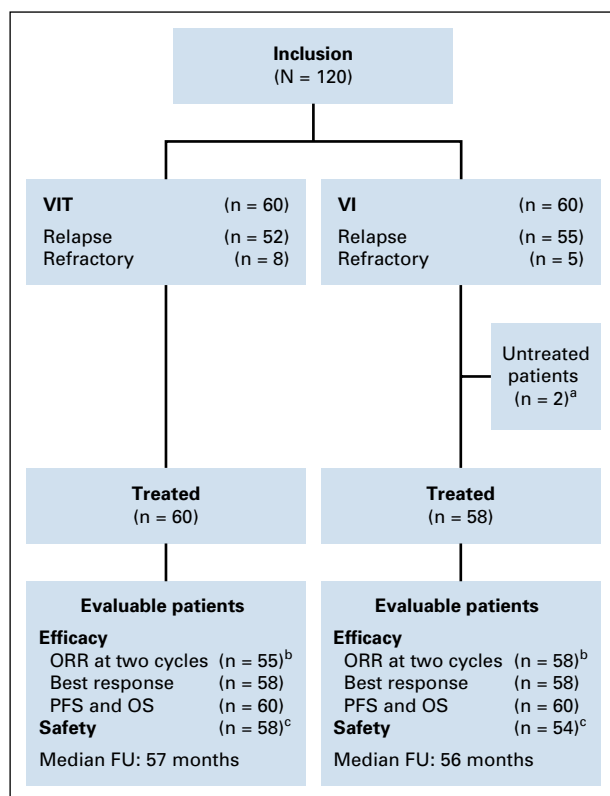 Inclusion
(N = 120)
VIT (n = 60)
Relapse (n = 52)
Refractory (n = 8)
VI (n = 60)
Relapse (n = 55)
Refractory (n = 5)
Untreated
patients
(n = 2)a
Treated
(n = 60)
Treated
(n = 58)
Evaluable patients
Efficacy
ORR at two cycles (n = 55)b
Best response (n = 58)
PFS and OS (n = 60)
Safety (n = 58)c
Median FU: 57 months
Evaluable patients
Efficacy
ORR at two cycles (n = 58)b
Best response (n = 58)
PFS and OS (n = 60)
Safety (n = 54)c
Median FU: 56 months